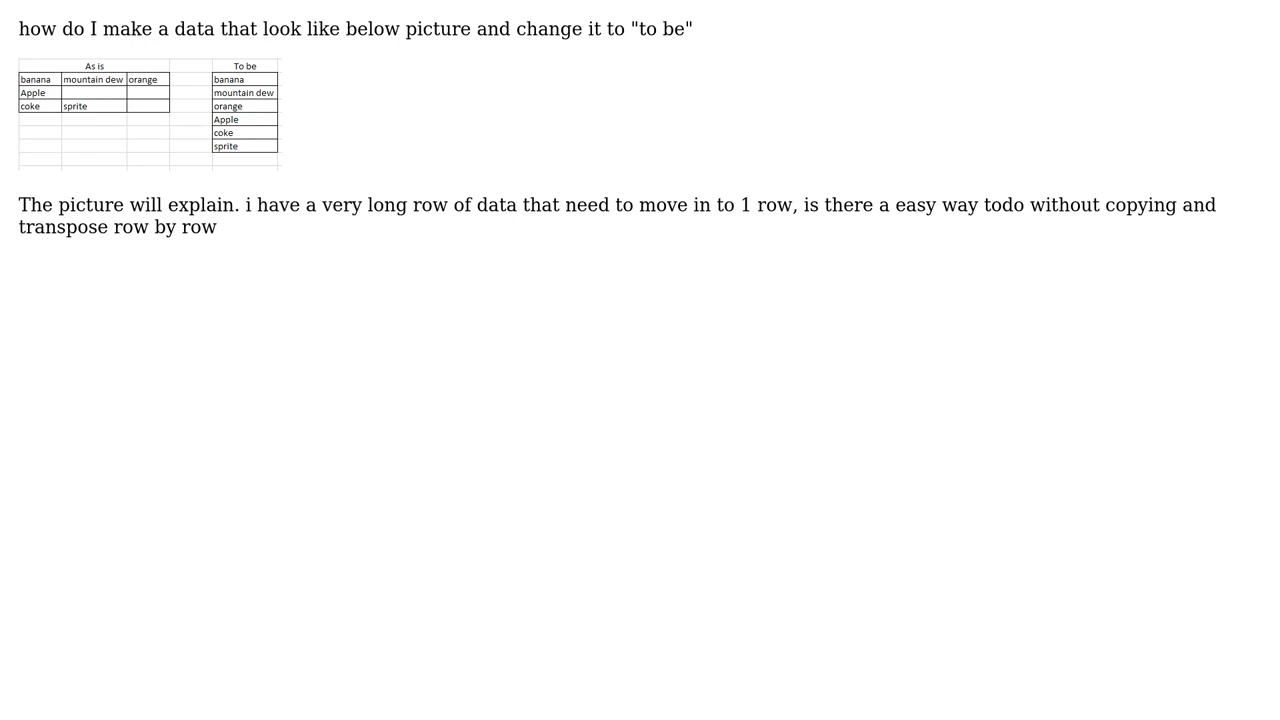 how do I make a data that look like below picture and change it to "to be"
As is To be
banana mountain dew orange banana
Apple mountain dew
coke sprite orange
Apple
coke
sprite
The picture will explain. i have a very long row of data that need to move in to 1 row, is there a easy way todo without copying and
transpose row by row